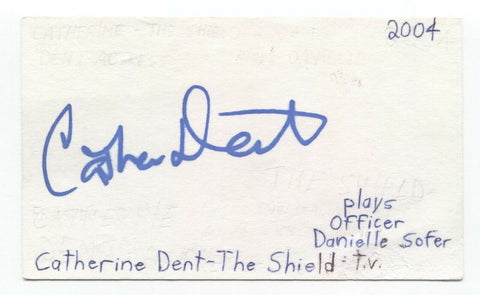 2004
Catherine Dent
plays
Officer
Danielle Sofer
Catherine Dent-The Shield t.v.